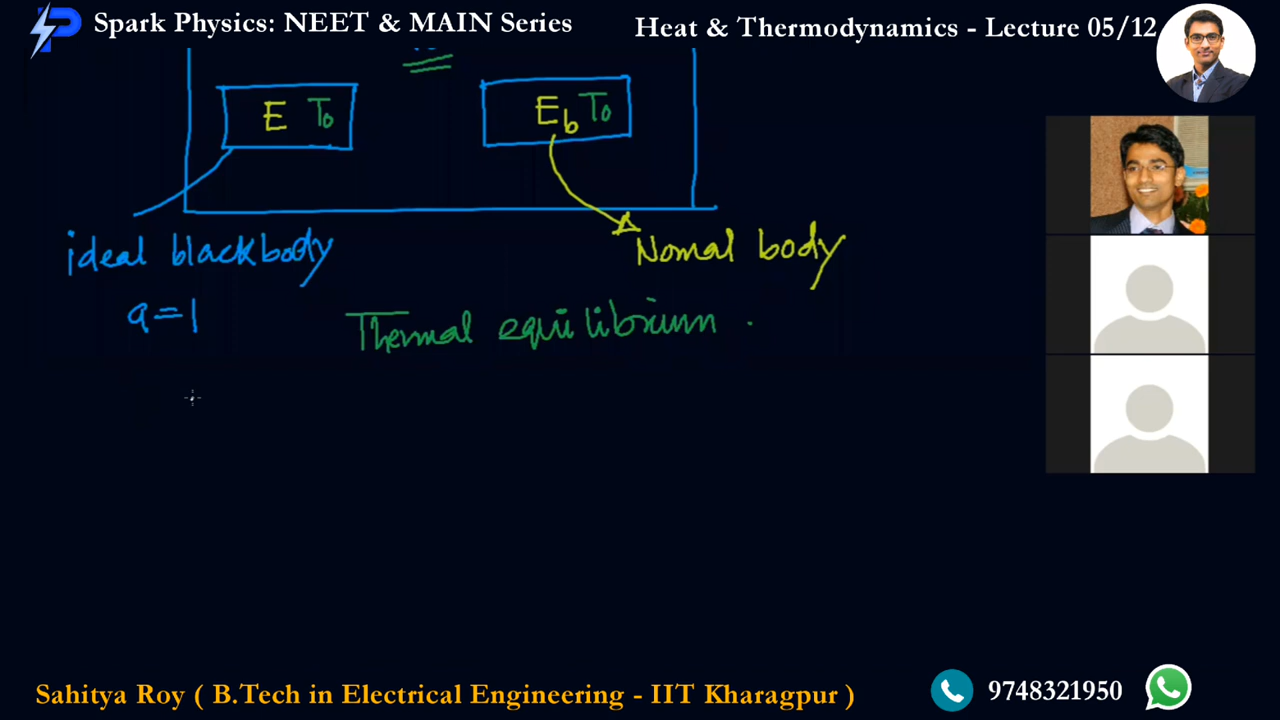 Spark Physics: NEET & MAIN Series
Heat & Thermodynamics - Lecture 05/12
E T₀
E_b T₀
ideal blackbody
Nomal body
a = 1
Thermal equilibrium .
Sahitya Roy ( B.Tech in Electrical Engineering - IIT Kharagpur )
9748321950